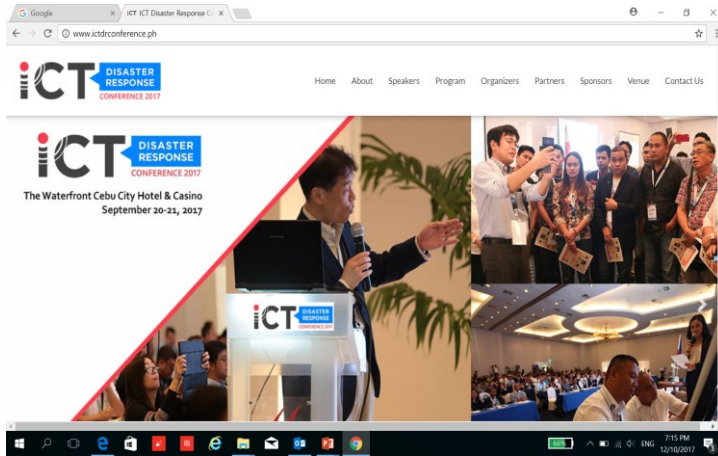 Google
ICT ICT Disaster Response Co
www.ictdrconference.ph
iCT DISASTER RESPONSE CONFERENCE 2017
Home About Speakers Program Organizers Partners Sponsors Venue Contact Us
iCT DISASTER RESPONSE CONFERENCE 2017
The Waterfront Cebu City Hotel & Casino
September 20-21, 2017
iCT DISASTER RESPONSE CONFERENCE 2017
66%
ENG
7:15 PM
12/10/2017